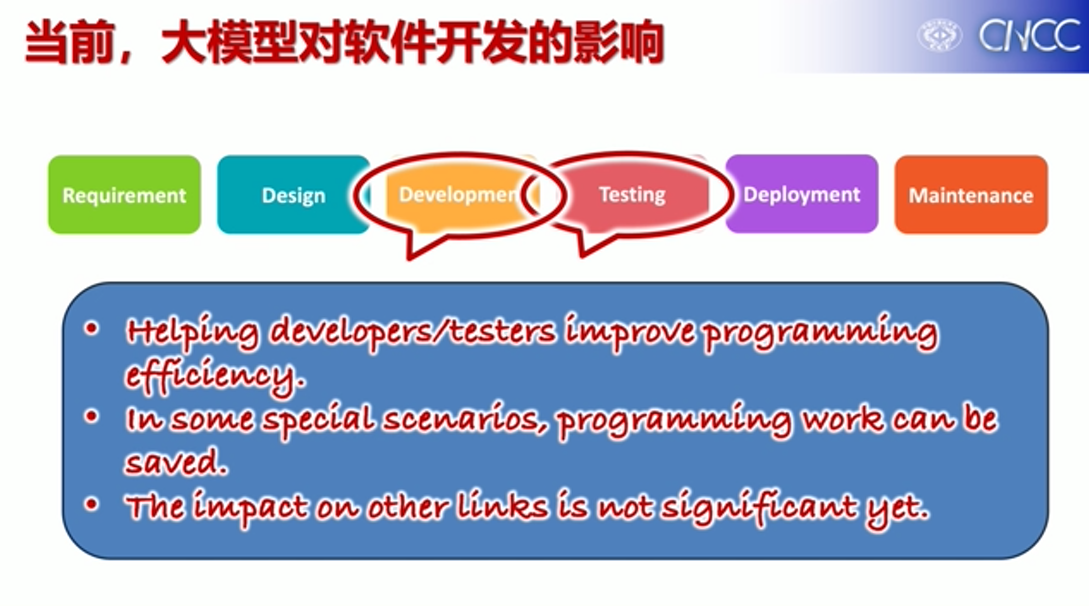 当前，大模型对软件开发的影响
CNCC
Requirement
Design
Developmen
Testing
Deployment
Maintenance
• Helping developers/testers improve programming
efficiency.
• In some special scenarios, programming work can be
saved.
• The impact on other links is not significant yet.